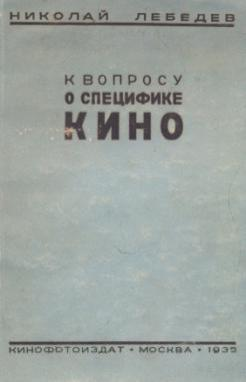 НИКОЛАЙ ЛЕБЕДЕВ
К ВОПРОСУ
О СПЕЦИФИКЕ
КИНО
КИНОФОТОИЗДАТ • МОСКВА • 1935